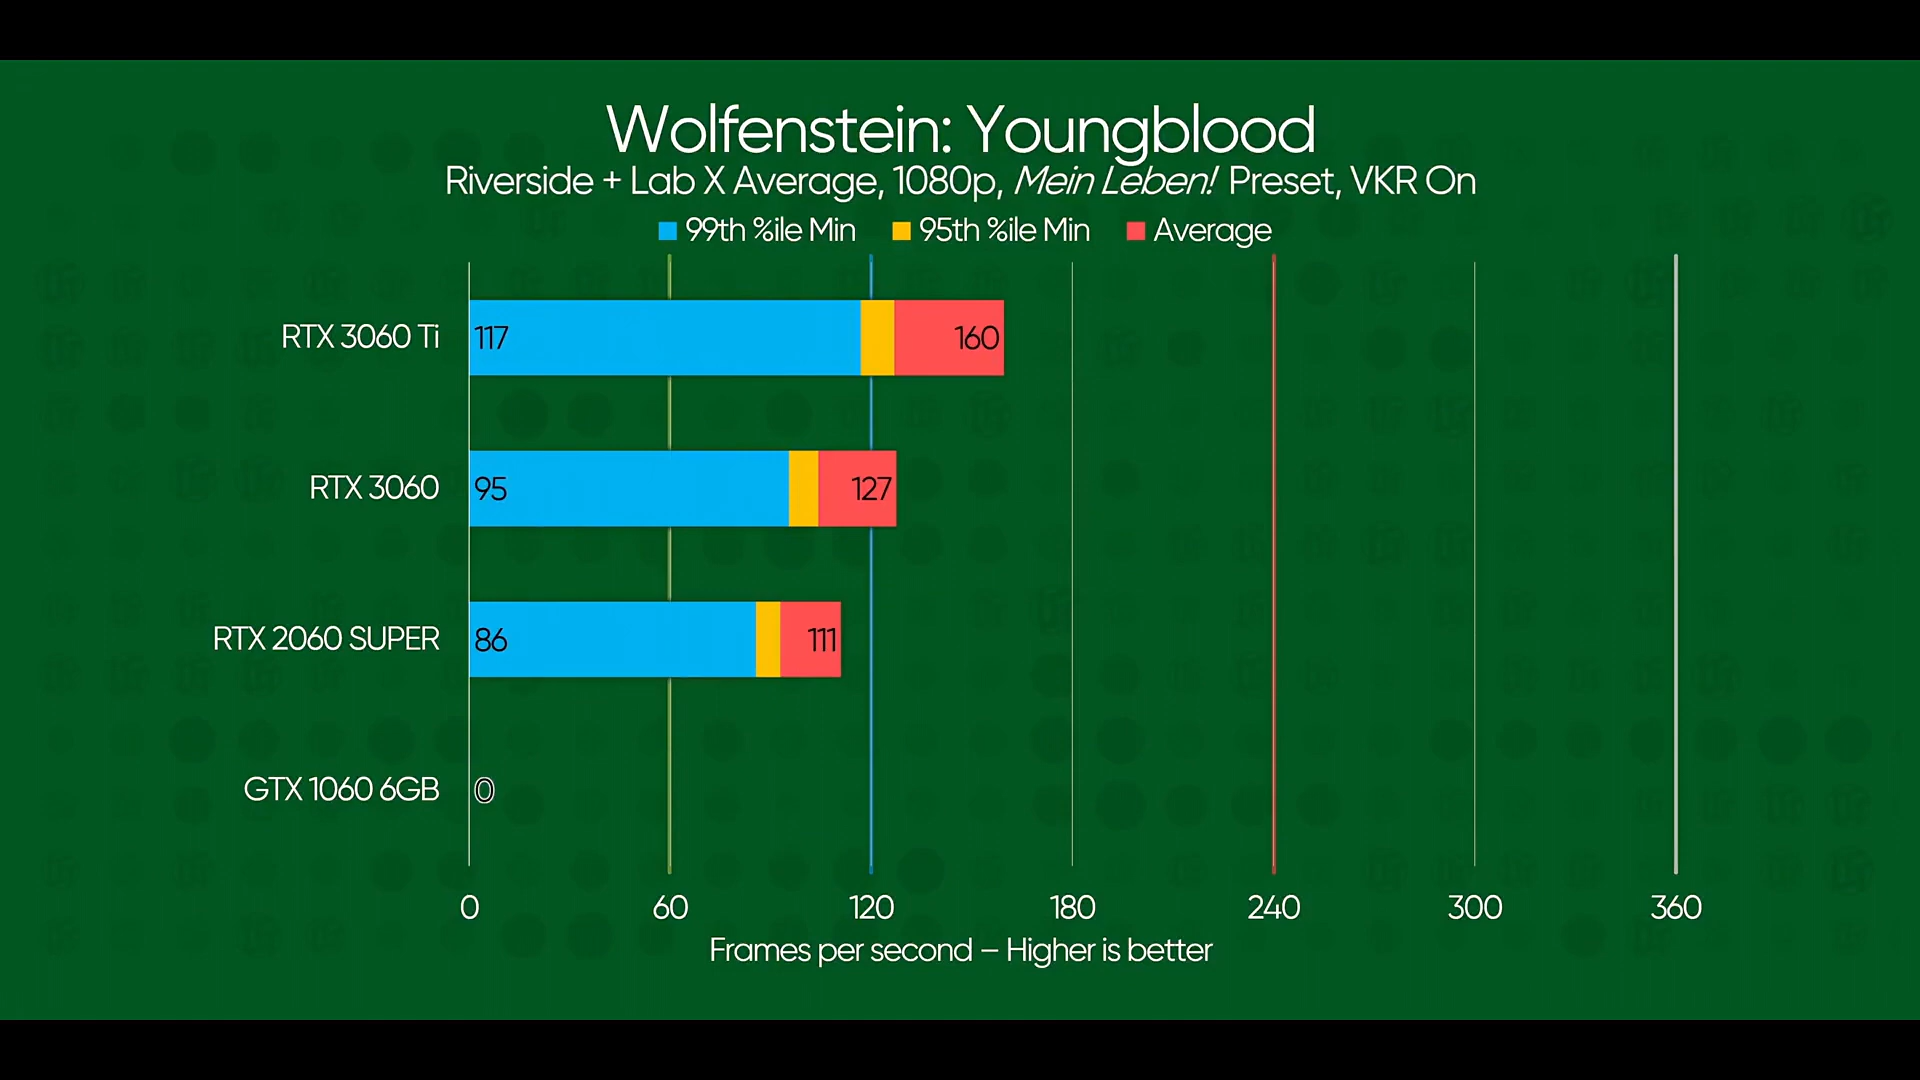 Wolfenstein: Youngblood
Riverside + Lab X Average, 1080p, Mein Leben! Preset, VKR On
99th %ile Min 95th %ile Min Average
RTX 3060 Ti 117 160
RTX 3060 95 127
RTX 2060 SUPER 86 111
GTX 1060 6GB 0
0 60 120 180 240 300 360
Frames per second – Higher is better